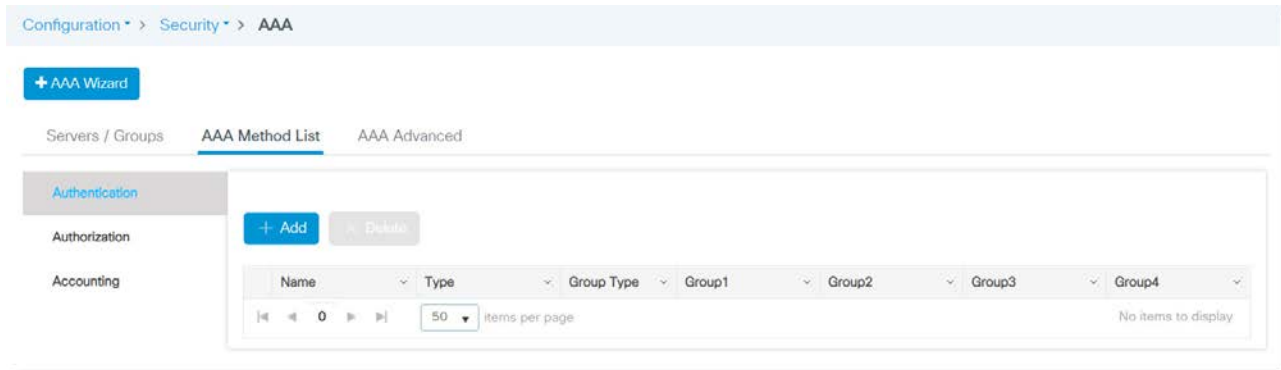 Configuration > Security > AAA
+ AAA Wizard
Servers / Groups AAA Method List AAA Advanced
Authentication
Authorization
Accounting
+ Add × Delete
Name Type Group Type Group1 Group2 Group3 Group4
0 50 items per page No items to display